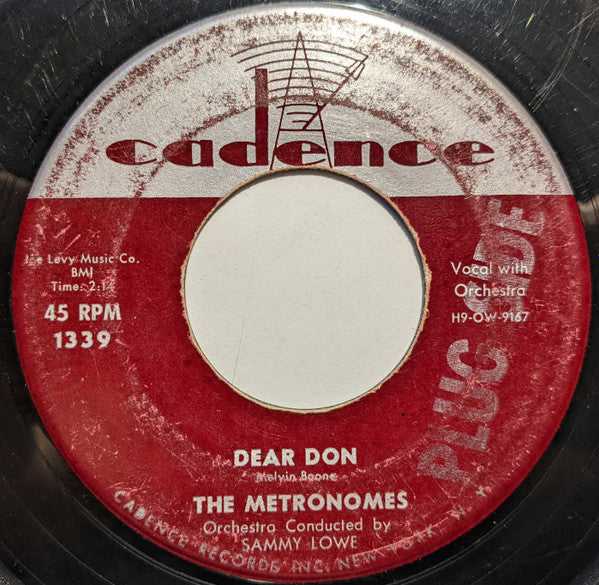 cadence
Joe Levy Music Co.
BMI
Time: 2:14
45 RPM
1339
Vocal with
Orchestra
H9-OW-9167
PLUG SIDE
DEAR DON
Melvin Boone
THE METRONOMES
Orchestra Conducted by
SAMMY LOWE
CADENCE RECORDS INC, NEW YORK, N. Y.